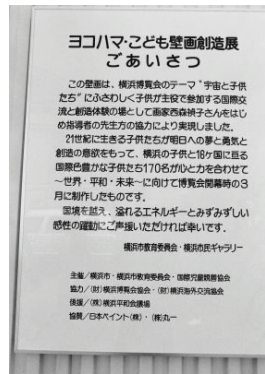 ヨコハマ・こども壁画創造展
ごあいさつ
この壁画は、横浜博覧会のテーマ“宇宙と子供
たち”にふさわしく子供が主役で参加する国際交
流と創造体験の場として画家西森禎子さんをはじ
め指導者の先生方の協力により実現しました。
21世紀に生きる子供たちが明日への夢と勇気と
創造の意欲をもって、横浜の子供と16ケ国に亘る
国際色豊かな子供たち170名が心と力を合わせて
〜世界・平和・未来〜に向けて博覧会開幕時の3
月に制作したものです。
国境を越え、溢れるエネルギーとみずみずしい
感性の躍動にご声援いただければ幸いです。
横浜市教育委員会・横浜市民ギャラリー
主催/横浜市・横浜市教育委員会・国際児童親善協会
協力/(財)横浜博覧会協会・(財)横浜海外交流協会
後援/(株)横浜平和会議場
協賛/日本ペイント(株)・(株)丸一